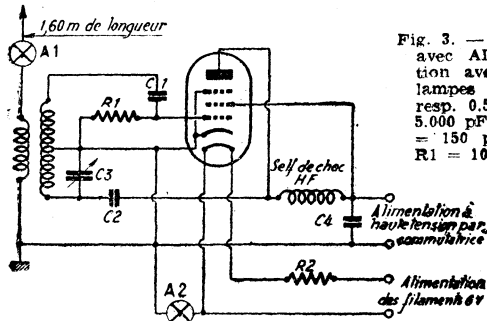 1,60 m de longueur
A1
C1
R1
C3
C2
Self de choc
HF
C4
Alimentation à
haute tension par
commutatrice
R2
Alimentation
des filaments 6V
A2
Fig. 3. —
avec Al
tion ave
lampes
resp. 0.5
5.000 pF
= 150 p
R1 = 10